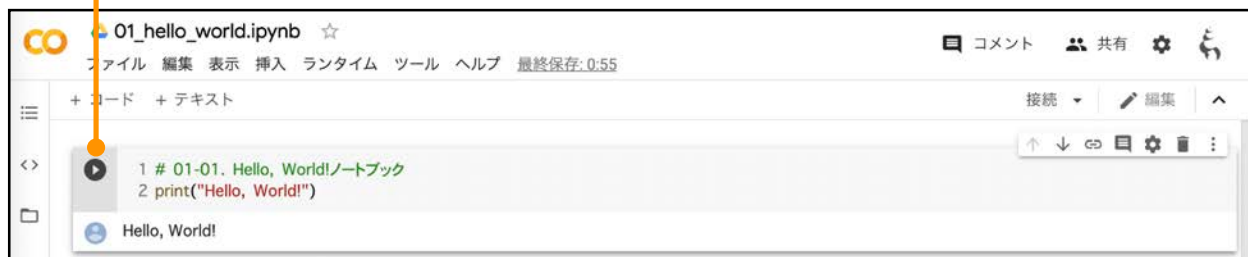 01_hello_world.ipynb
ファイル 編集 表示 挿入 ランタイム ツール ヘルプ 最終保存: 0:55
コメント 共有
+ コード + テキスト
接続 編集
1 # 01-01. Hello, World!ノートブック
2 print("Hello, World!")
Hello, World!